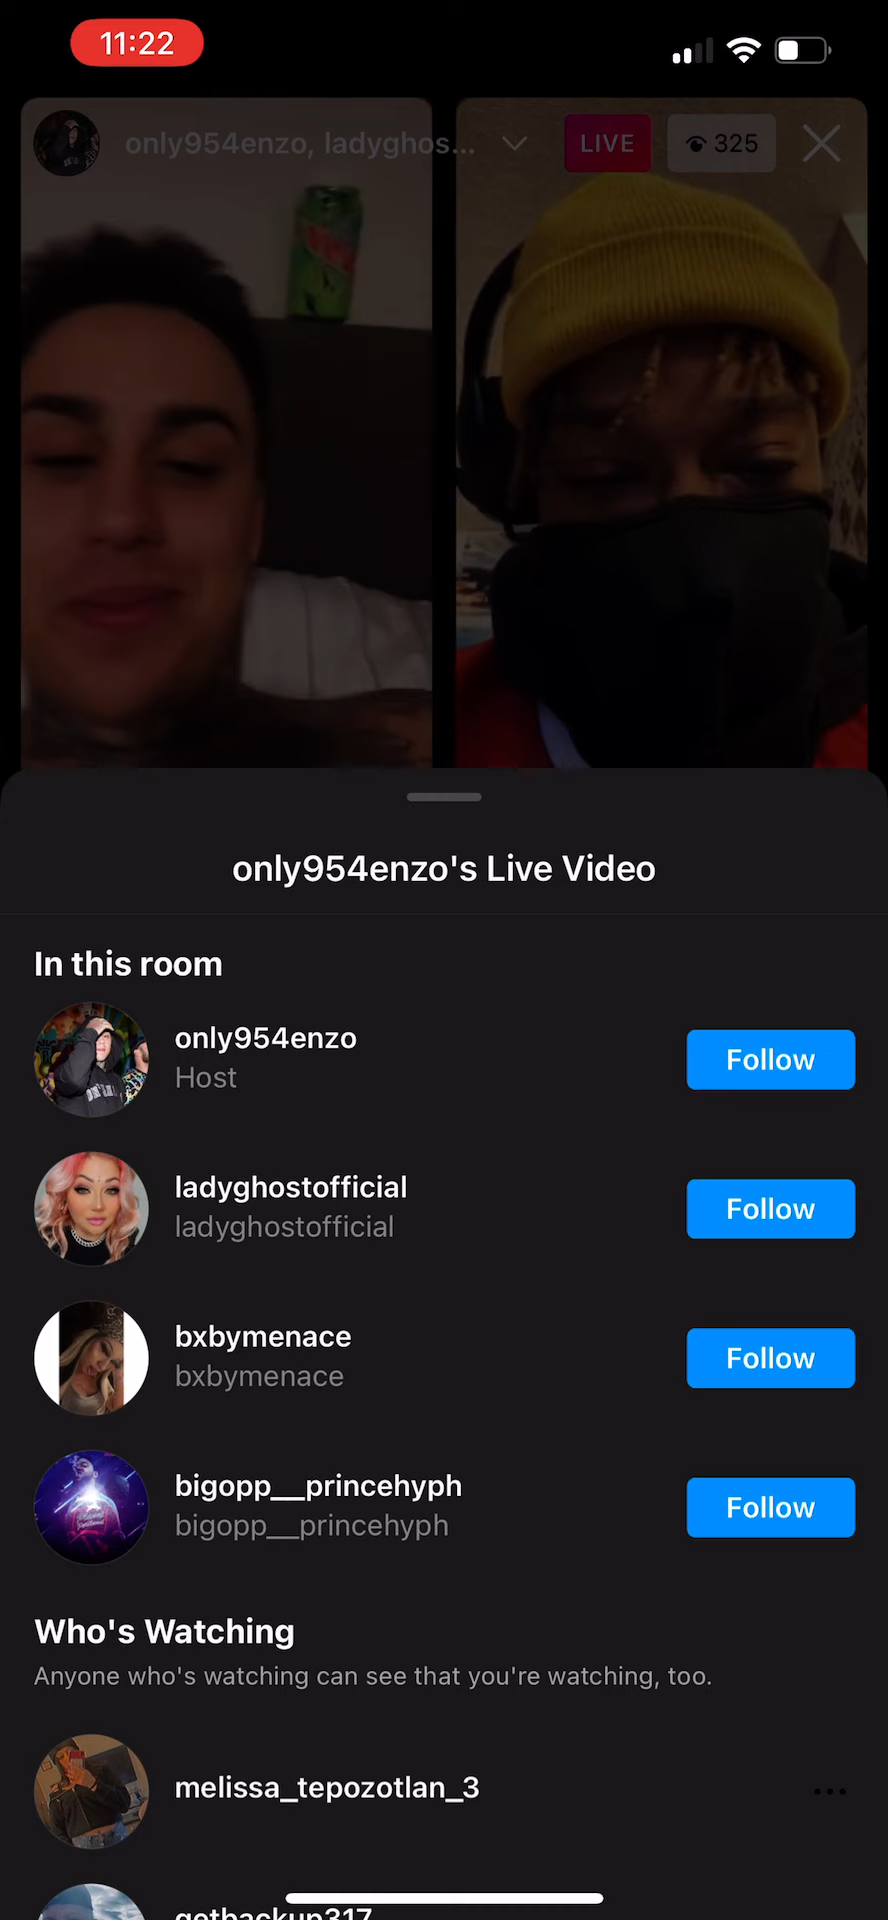 11:22
only954enzo, ladyghos...
LIVE
325
only954enzo's Live Video
In this room
only954enzo
Host
Follow
ladyghostofficial
ladyghostofficial
Follow
bxbymenace
bxbymenace
Follow
bigopp__princehyph
bigopp__princehyph
Follow
Who's Watching
Anyone who's watching can see that you're watching, too.
melissa_tepozotlan_3
getbackup317